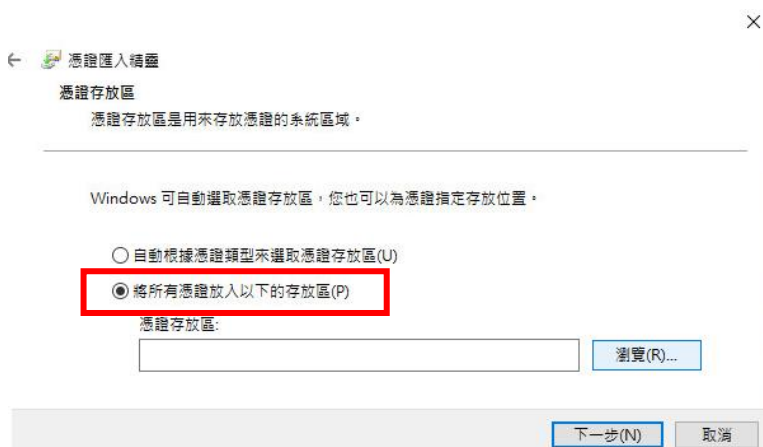 憑證匯入精靈
憑證存放區
憑證存放區是用來存放憑證的系統區域。
Windows 可自動選取憑證存放區，您也可以為憑證指定存放位置。
自動根據憑證類型來選取憑證存放區(U)
將所有憑證放入以下的存放區(P)
憑證存放區:
瀏覽(R)...
下一步(N)
取消